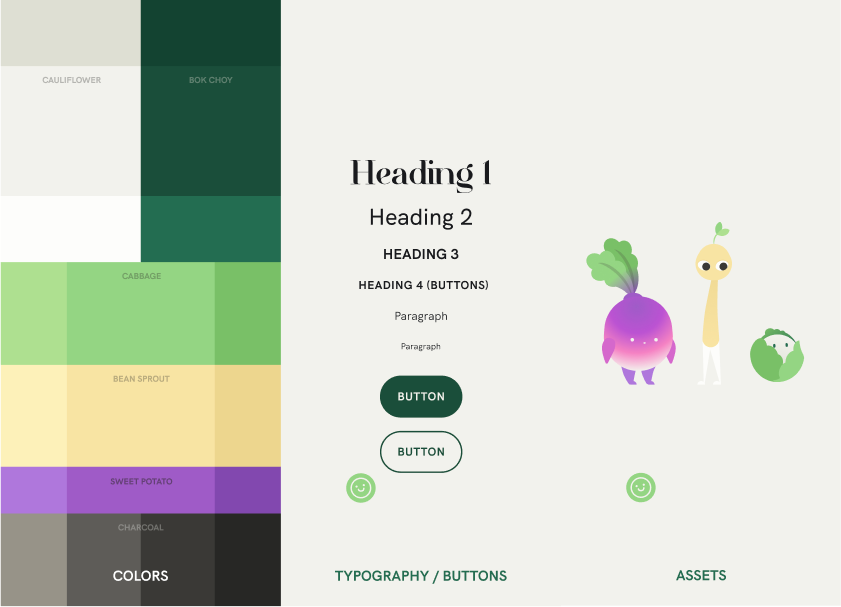 CAULIFLOWER
BOK CHOY
CABBAGE
BEAN SPROUT
SWEET POTATO
CHARCOAL
COLORS
Heading 1
Heading 2
HEADING 3
HEADING 4 (BUTTONS)
Paragraph
Paragraph
BUTTON
BUTTON
TYPOGRAPHY / BUTTONS
ASSETS